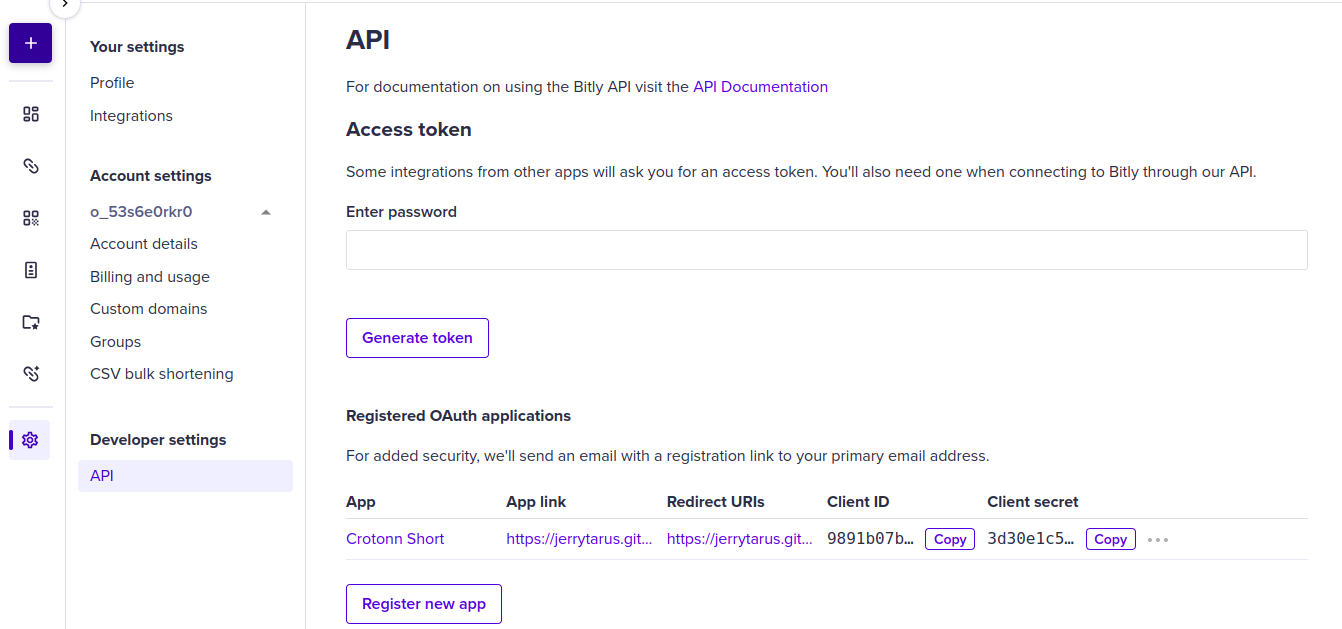 Your settings
Profile
Integrations
Account settings
o_53s6e0rkr0
Account details
Billing and usage
Custom domains
Groups
CSV bulk shortening
Developer settings
API
API
For documentation on using the Bitly API visit the API Documentation
Access token
Some integrations from other apps will ask you for an access token. You'll also need one when connecting to Bitly through our API.
Enter password
Generate token
Registered OAuth applications
For added security, we'll send an email with a registration link to your primary email address.
App App link Redirect URIs Client ID Client secret
Crotonn Short https://jerrytarus.git... https://jerrytarus.git... 9891b07b... Copy 3d30e1c5... Copy
Register new app